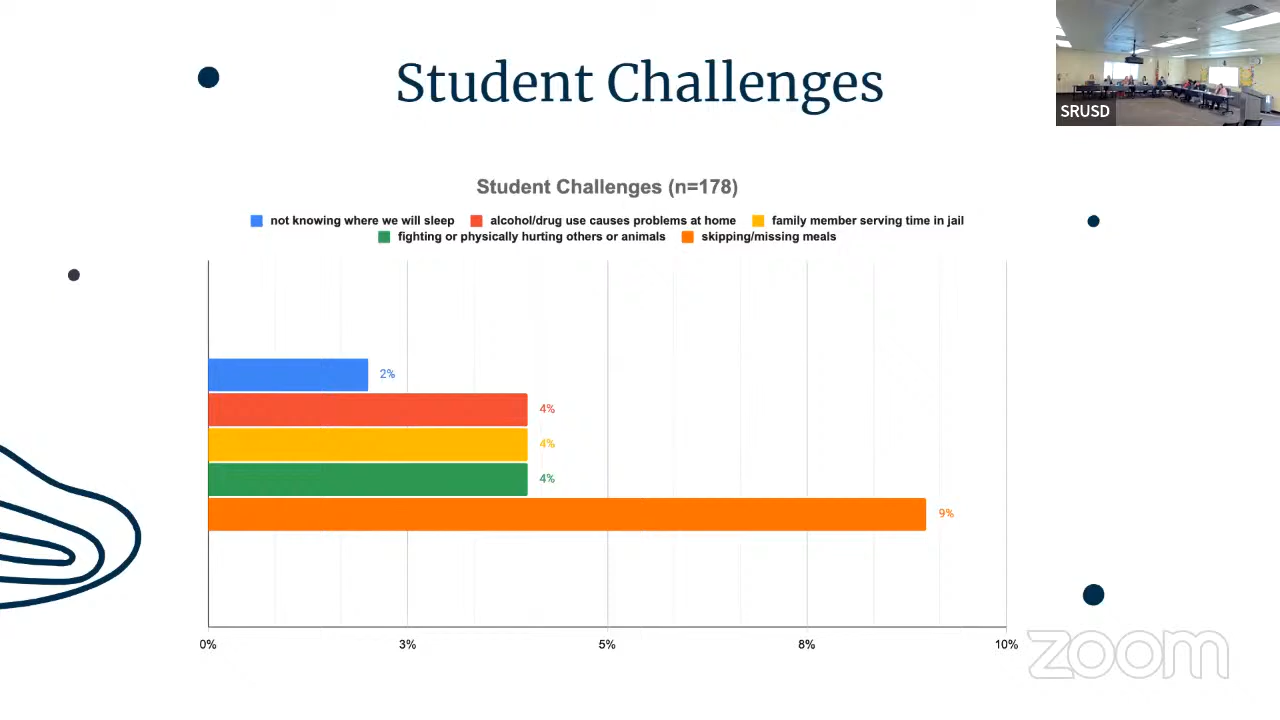 Student Challenges
SRUSD
Student Challenges (n=178)
not knowing where we will sleep alcohol/drug use causes problems at home family member serving time in jail
fighting or physically hurting others or animals skipping/missing meals
2%
4%
4%
4%
9%
0% 3% 5% 8% 10%
zoom